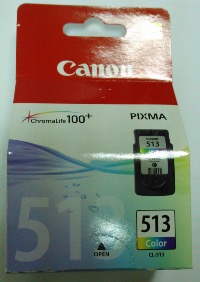 Canon
ChromaLife 100+
PIXMA
513
513
513
Color
OPEN
CL-513